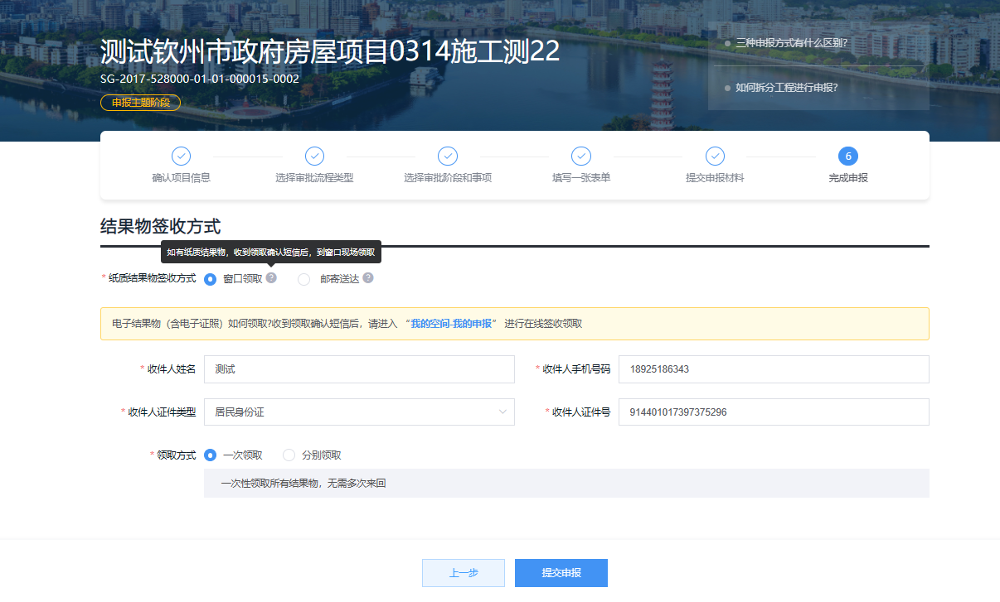 测试钦州市政府房屋项目0314施工测22
SG-2017-528000-01-01-000015-0002
申报主题阶段
三种申报方式有什么区别?
如何拆分工程进行申报?
确认项目信息
选择审批流程类型
选择审批阶段和事项
填写一张表单
提交申报材料
6
完成申报
结果物签收方式
如有纸质结果物，收到领取确认短信后，到窗口现场领取
* 纸质结果物签收方式 窗口领取 ? 邮寄送达 ?
电子结果物（含电子证照）如何领取?收到领取确认短信后，请进入 “我的空间-我的申报” 进行在线签收领取
* 收件人姓名 测试 * 收件人手机号码 18925186343
* 收件人证件类型 居民身份证 * 收件人证件号 914401017397375296
* 领取方式 一次领取 分别领取
一次性领取所有结果物，无需多次来回
上一步 提交申报